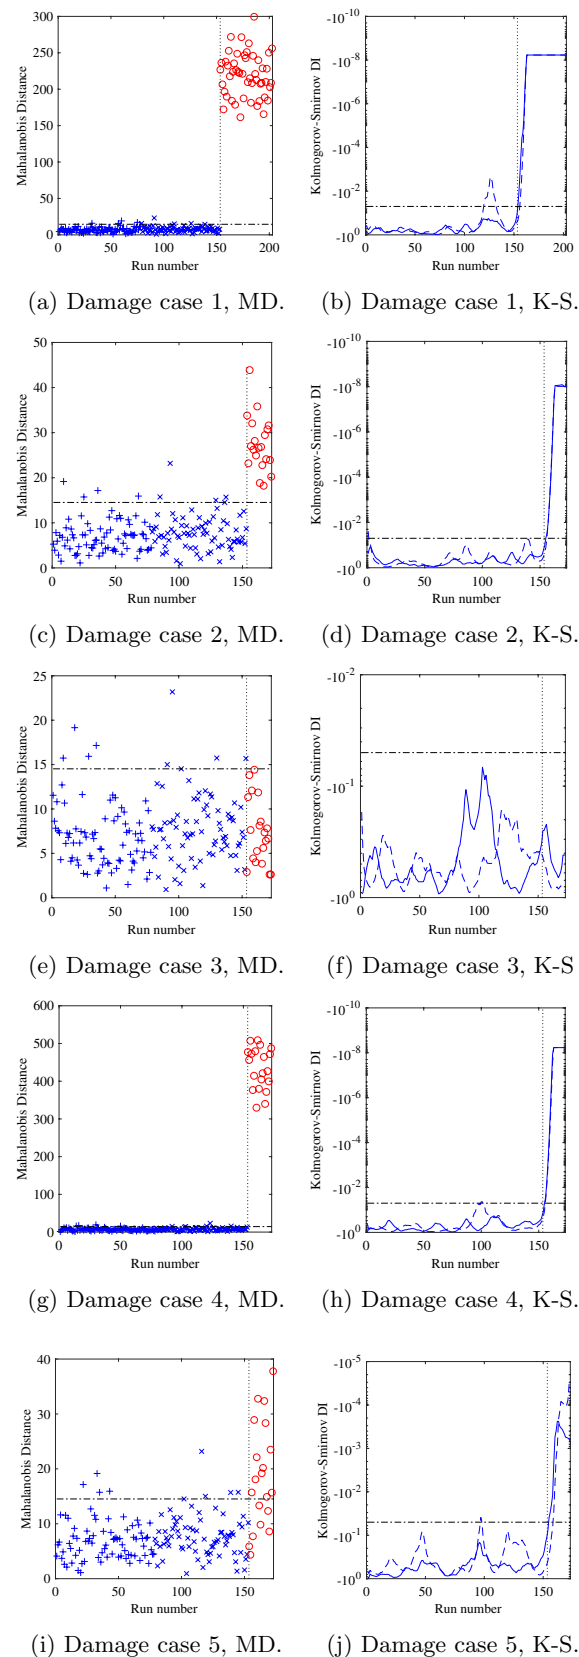 300
250
200
150
100
50
0
Mahalanobis Distance
0 50 100 150 200
Run number
-10^-10
-10^-8
-10^-6
-10^-4
-10^-2
-10^0
Kolmogorov-Smirnov DI
0 50 100 150 200
Run number
(a) Damage case 1, MD.
(b) Damage case 1, K-S.
50
40
30
20
10
0
Mahalanobis Distance
0 50 100 150
Run number
-10^-10
-10^-8
-10^-6
-10^-4
-10^-2
-10^0
Kolmogorov-Smirnov DI
0 50 100 150
Run number
(c) Damage case 2, MD.
(d) Damage case 2, K-S.
25
20
15
10
5
0
Mahalanobis Distance
0 50 100 150
Run number
-10^-2
-10^-1
-10^0
Kolmogorov-Smirnov DI
0 50 100 150
Run number
(e) Damage case 3, MD.
(f) Damage case 3, K-S
600
500
400
300
200
100
0
Mahalanobis Distance
0 50 100 150
Run number
-10^-10
-10^-8
-10^-6
-10^-4
-10^-2
-10^0
Kolmogorov-Smirnov DI
0 50 100 150
Run number
(g) Damage case 4, MD.
(h) Damage case 4, K-S.
40
30
20
10
0
Mahalanobis Distance
0 50 100 150
Run number
-10^-5
-10^-4
-10^-3
-10^-2
-10^-1
-10^0
Kolmogorov-Smirnov DI
0 50 100 150
Run number
(i) Damage case 5, MD.
(j) Damage case 5, K-S.